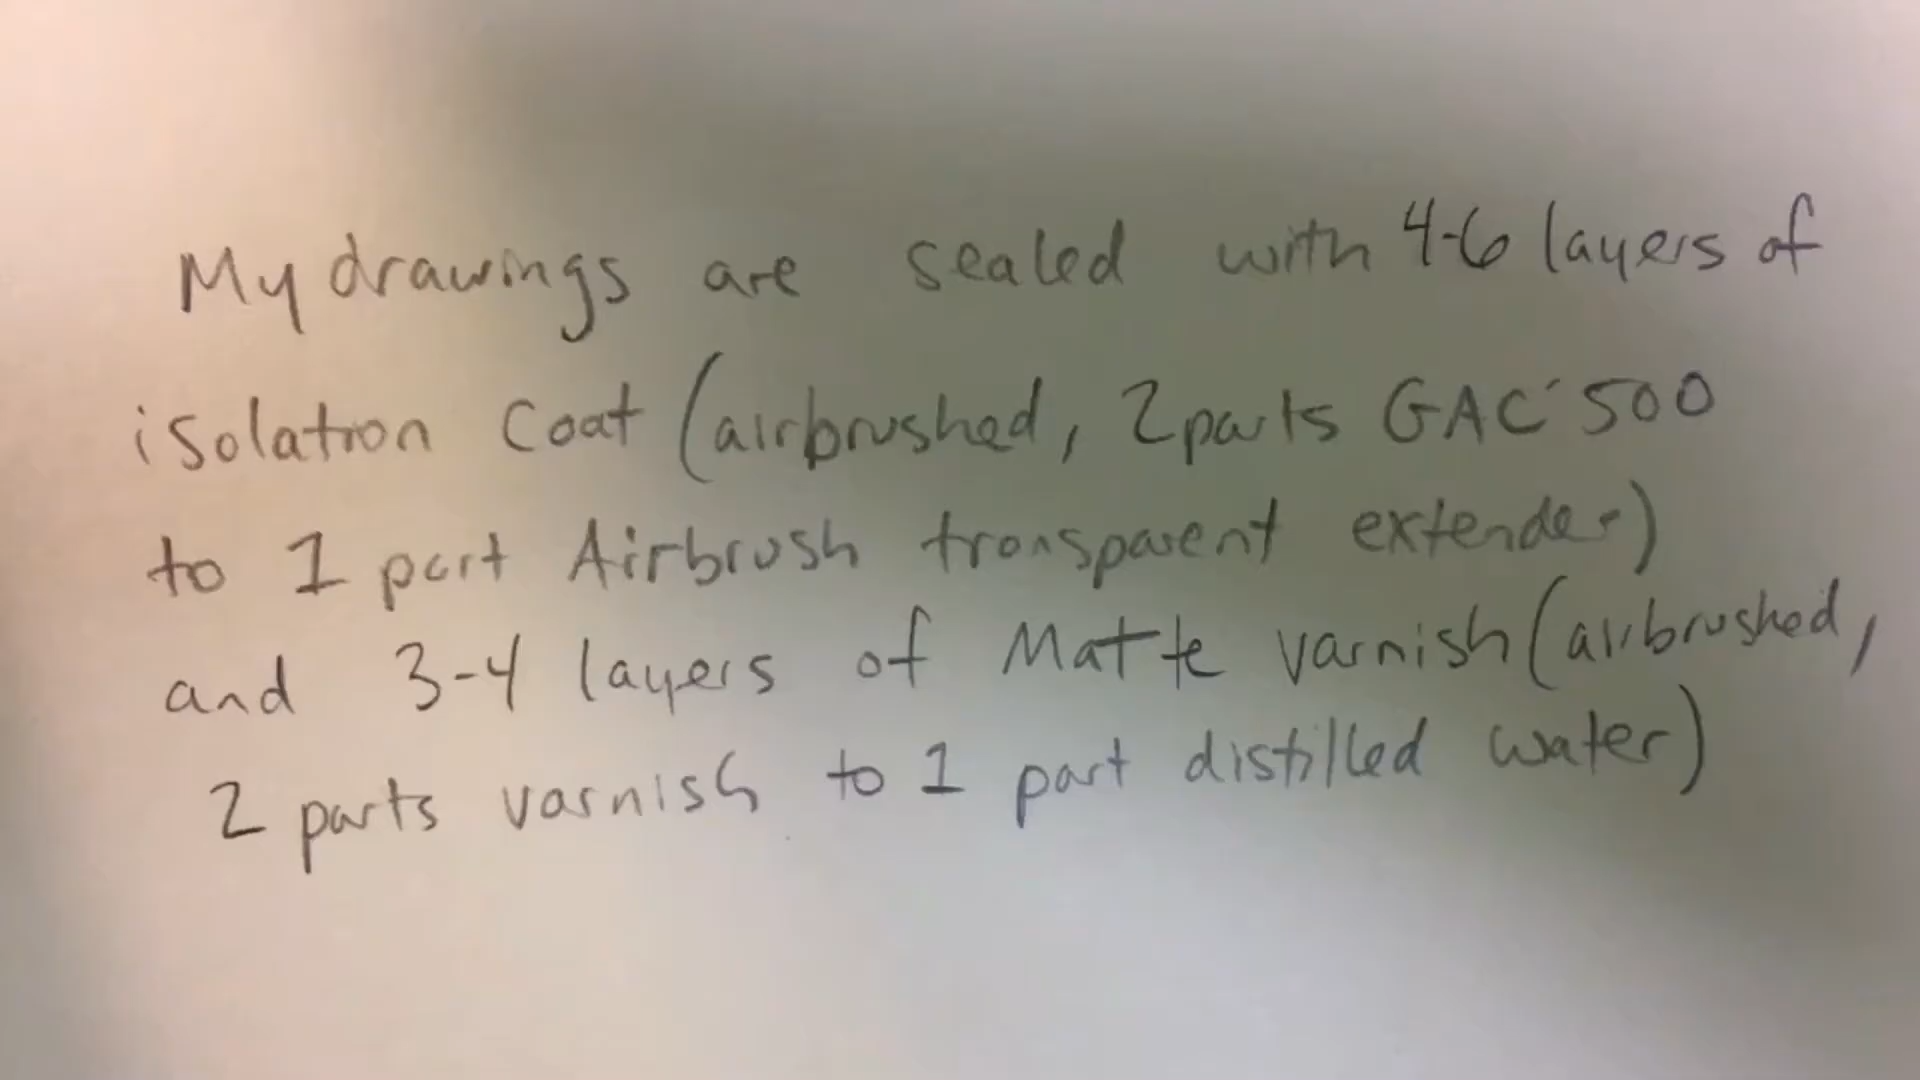 My drawings are sealed with 4-6 layers of
isolation coat (airbrushed, 2 parts GAC 500
to 1 part Airbrush transparent extender)
and 3-4 layers of Matte varnish (airbrushed,
2 parts varnish to 1 part distilled water)